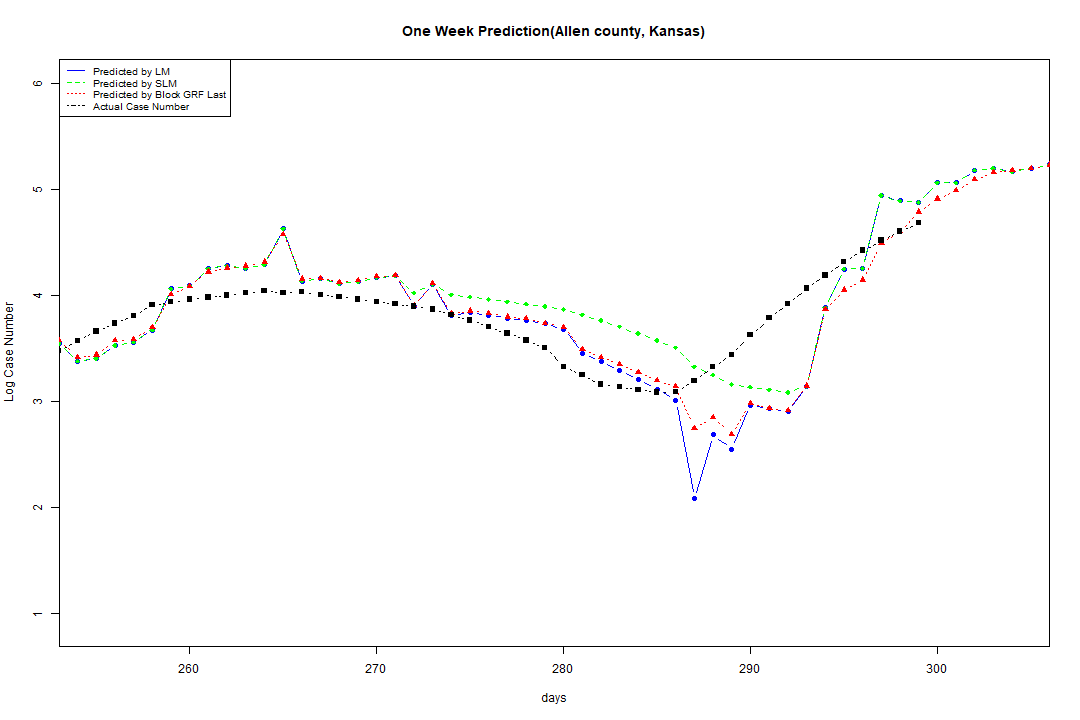 One Week Prediction(Allen county, Kansas)
Predicted by LM
Predicted by SLM
Predicted by Block GRF Last
Actual Case Number
6
5
4
3
2
1
Log Case Number
260 270 280 290 300
days